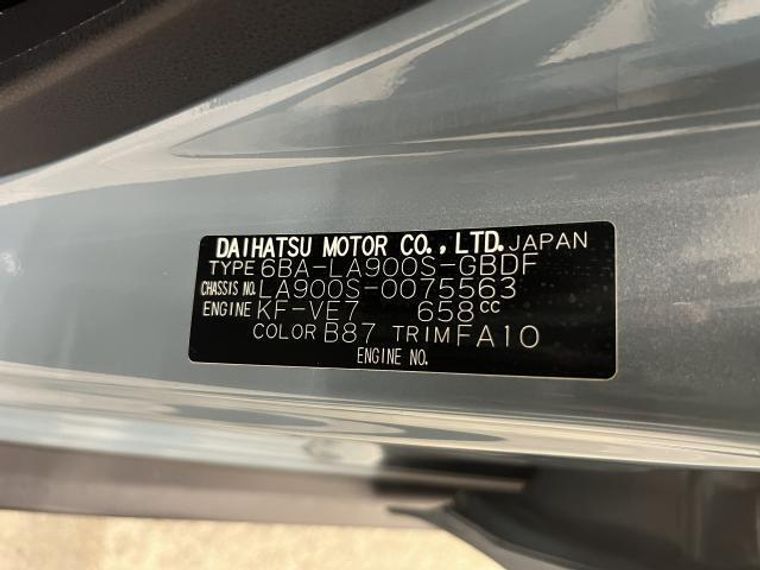 DAIHATSU MOTOR CO., LTD. JAPAN
TYPE 6BA-LA900S-GBDF
CHASSIS NO. LA900S-0075563
ENGINE KF-VE7 658cc
COLOR B87 TRIM FA10
ENGINE NO.